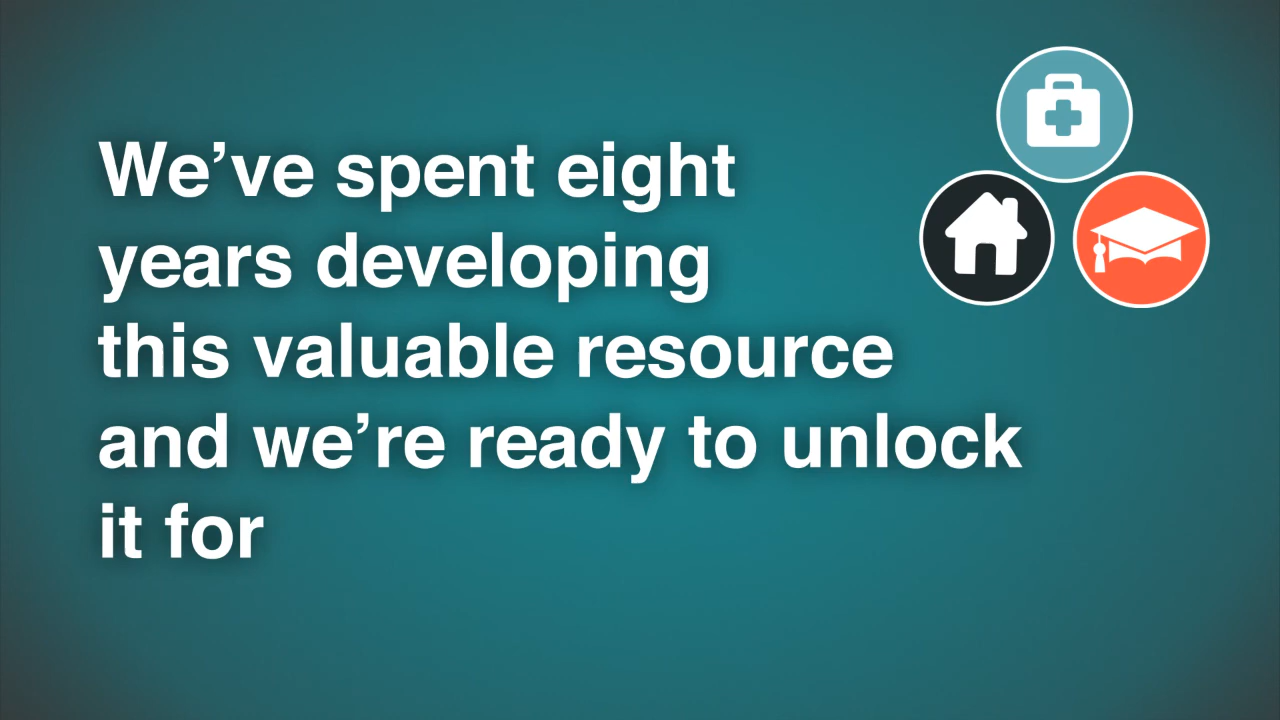 We’ve spent eight
years developing
this valuable resource
and we’re ready to unlock
it for